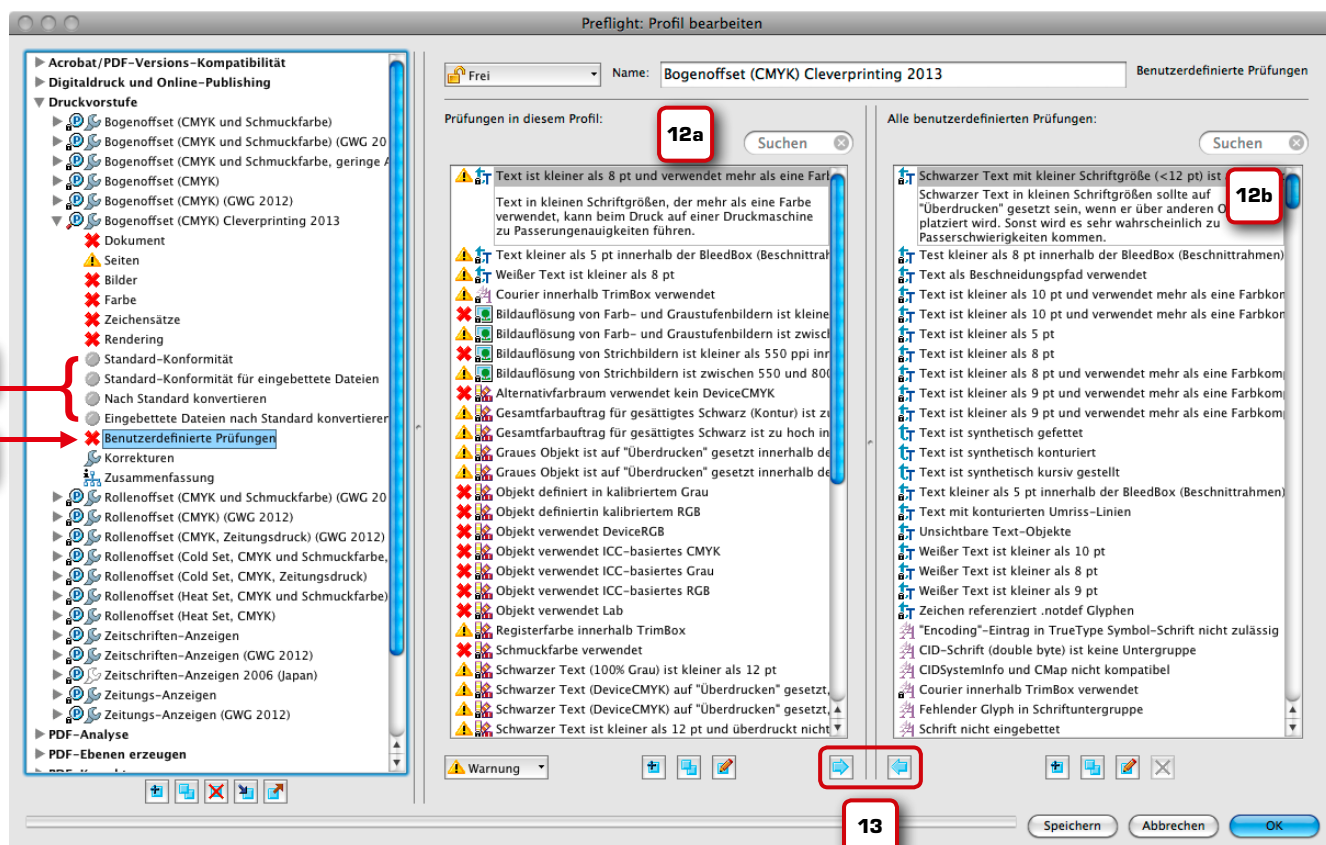 Preflight: Profil bearbeiten
Acrobat/PDF-Versions-Kompatibilität
Digitaldruck und Online-Publishing
Druckvorstufe
Bogenoffset (CMYK und Schmuckfarbe)
Bogenoffset (CMYK und Schmuckfarbe) (GWG 20
Bogenoffset (CMYK und Schmuckfarbe, geringe A
Bogenoffset (CMYK)
Bogenoffset (CMYK) (GWG 2012)
Bogenoffset (CMYK) Cleverprinting 2013
Dokument
Seiten
Bilder
Farbe
Zeichensätze
Rendering
Standard-Konformität
Standard-Konformität für eingebettete Dateien
Nach Standard konvertieren
Eingebettete Dateien nach Standard konvertieren
Benutzerdefinierte Prüfungen
Korrekturen
Zusammenfassung
Rollenoffset (CMYK und Schmuckfarbe) (GWG 20
Rollenoffset (CMYK) (GWG 2012)
Rollenoffset (CMYK, Zeitungsdruck) (GWG 2012)
Rollenoffset (Cold Set, CMYK und Schmuckfarbe,
Rollenoffset (Cold Set, CMYK, Zeitungsdruck)
Rollenoffset (Heat Set, CMYK und Schmuckfarbe)
Rollenoffset (Heat Set, CMYK)
Zeitschriften-Anzeigen
Zeitschriften-Anzeigen (GWG 2012)
Zeitschriften-Anzeigen 2006 (Japan)
Zeitungs-Anzeigen
Zeitungs-Anzeigen (GWG 2012)
PDF-Analyse
PDF-Ebenen erzeugen
Frei
Name: Bogenoffset (CMYK) Cleverprinting 2013
Benutzerdefinierte Prüfungen
Prüfungen in diesem Profil:
12a
Suchen
Text ist kleiner als 8 pt und verwendet mehr als eine Farb
Text in kleinen Schriftgrößen, der mehr als eine Farbe
verwendet, kann beim Druck auf einer Druckmaschine
zu Passerungenauigkeiten führen.
Text kleiner als 5 pt innerhalb der BleedBox (Beschnittrah
Weißer Text ist kleiner als 8 pt
Courier innerhalb TrimBox verwendet
Bildauflösung von Farb- und Graustufenbildern ist kleine
Bildauflösung von Farb- und Graustufenbildern ist zwisc
Bildauflösung von Strichbildern ist kleiner als 550 ppi inn
Bildauflösung von Strichbildern ist zwischen 550 und 800
Alternativfarbraum verwendet kein DeviceCMYK
Gesamtfarbauftrag für gesättigtes Schwarz (Kontur) ist zu
Gesamtfarbauftrag für gesättigtes Schwarz ist zu hoch in
Graues Objekt ist auf "Überdrucken" gesetzt innerhalb de
Graues Objekt ist auf "Überdrucken" gesetzt innerhalb de
Objekt definiert in kalibriertem Grau
Objekt definiertin kalibriertem RGB
Objekt verwendet DeviceRGB
Objekt verwendet ICC-basiertes CMYK
Objekt verwendet ICC-basiertes Grau
Objekt verwendet ICC-basiertes RGB
Objekt verwendet Lab
Registerfarbe innerhalb TrimBox
Schmuckfarbe verwendet
Schwarzer Text (100% Grau) ist kleiner als 12 pt
Schwarzer Text (DeviceCMYK) auf "Überdrucken" gesetzt,
Schwarzer Text (DeviceCMYK) auf "Überdrucken" gesetzt,
Schwarzer Text ist kleiner als 12 pt und überdruckt nicht
Warnung
Alle benutzerdefinierten Prüfungen:
Suchen
12b
Schwarzer Text mit kleiner Schriftgröße (<12 pt) ist
Schwarzer Text in kleinen Schriftgrößen sollte auf
"Überdrucken" gesetzt sein, wenn er über anderen O
platziert wird. Sonst wird es sehr wahrscheinlich zu
Passerschwierigkeiten kommen.
Test kleiner als 8 pt innerhalb der BleedBox (Beschnittrahmen)
Text als Beschneidungspfad verwendet
Text ist kleiner als 10 pt und verwendet mehr als eine Farbkon
Text ist kleiner als 10 pt und verwendet mehr als eine Farbkor
Text ist kleiner als 5 pt
Text ist kleiner als 8 pt
Text ist kleiner als 8 pt und verwendet mehr als eine Farbkomp
Text ist kleiner als 9 pt und verwendet mehr als eine Farbkomp
Text ist kleiner als 9 pt und verwendet mehr als eine Farbkomp
Text ist synthetisch gefettet
Text ist synthetisch konturiert
Text ist synthetisch kursiv gestellt
Text kleiner als 5 pt innerhalb der BleedBox (Beschnittrahmen)
Text mit konturierten Umriss-Linien
Unsichtbare Text-Objekte
Weißer Text ist kleiner als 10 pt
Weißer Text ist kleiner als 8 pt
Weißer Text ist kleiner als 9 pt
Zeichen referenziert .notdef Glyphen
"Encoding"-Eintrag in TrueType Symbol-Schrift nicht zulässig
CID-Schrift (double byte) ist keine Untergruppe
CIDSystemInfo und CMap nicht kompatibel
Courier innerhalb TrimBox verwendet
Fehlender Glyph in Schriftuntergruppe
Schrift nicht eingebettet
13
Speichern
Abbrechen
OK